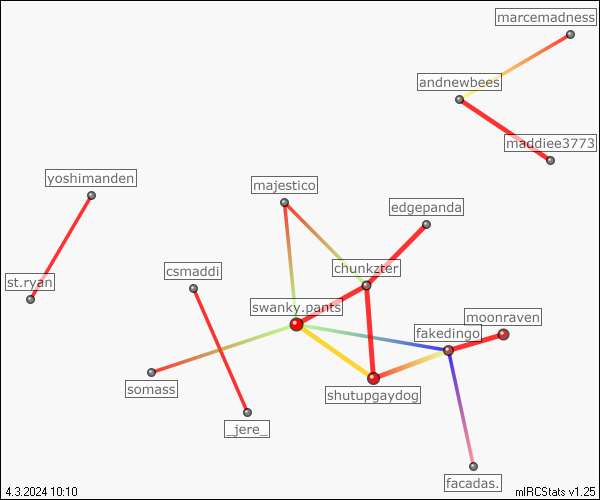 marcemadness
andnewbees
maddiee3773
yoshimanden
majestico
edgepanda
st.ryan
csmaddi
chunkzter
swanky.pants
moonraven
fakedingo
somass
shutupgaydog
_jere_
facadas.
4.3.2024 10:10
mIRCStats v1.25